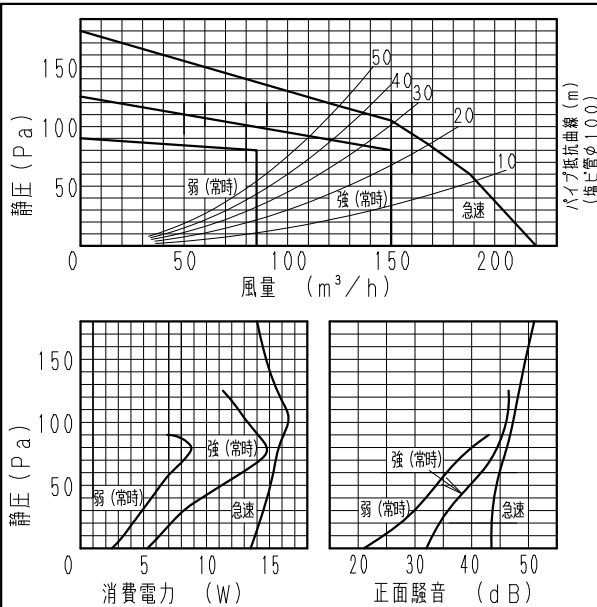 静圧(Pa)
150
100
50
0
50
100
150
200
風量 (m³/h)
50
40
30
20
10
弱(常時)
強(常時)
急速
パイプ抵抗曲線(m)
(塩ビ管φ100)
静圧(Pa)
150
100
50
0
5
10
15
消費電力 (W)
弱(常時)
強(常時)
急速
20
30
40
50
正面騒音 (dB)
強(常時)
弱(常時)
急速